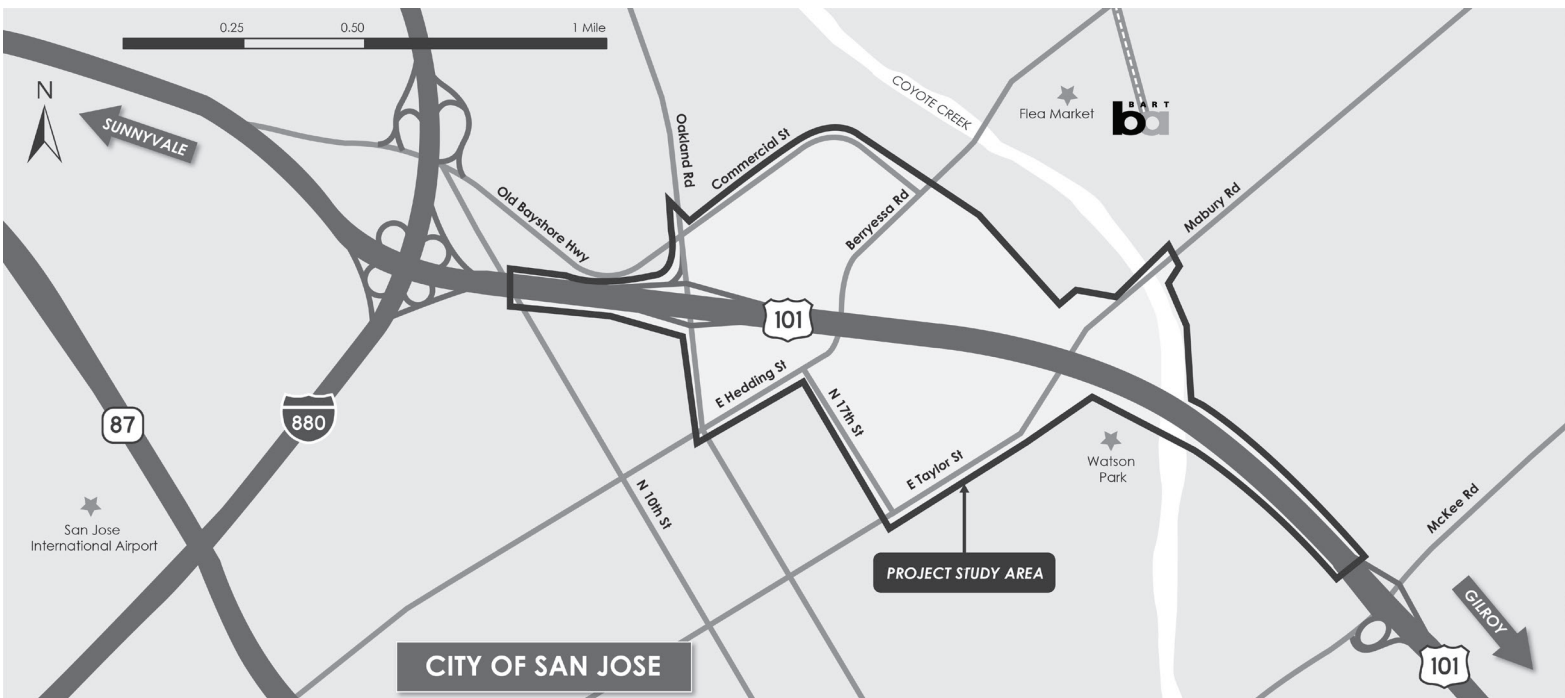 0.25 0.50 1 Mile
N
SUNNYVALE
COYOTE CREEK
Flea Market
BART
ba
Oakland Rd
Commercial St
Old Bayshore Hwy
Berryessa Rd
Mabury Rd
101
E Hedding St
N 17th St
87
880
E Taylor St
Watson
Park
N 10th St
McKee Rd
San Jose
International Airport
PROJECT STUDY AREA
GILROY
CITY OF SAN JOSE
101